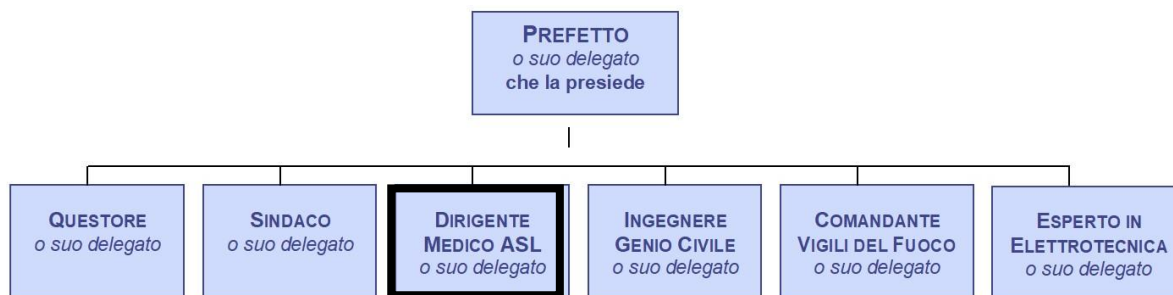 PREFETTO
o suo delegato
che la presiede
QUESTORE
o suo delegato
SINDACO
o suo delegato
DIRIGENTE
MEDICO ASL
o suo delegato
INGEGNERE
GENIO CIVILE
o suo delegato
COMANDANTE
VIGILI DEL FUOCO
o suo delegato
ESPERTO IN
ELETTROTECNICA
o suo delegato